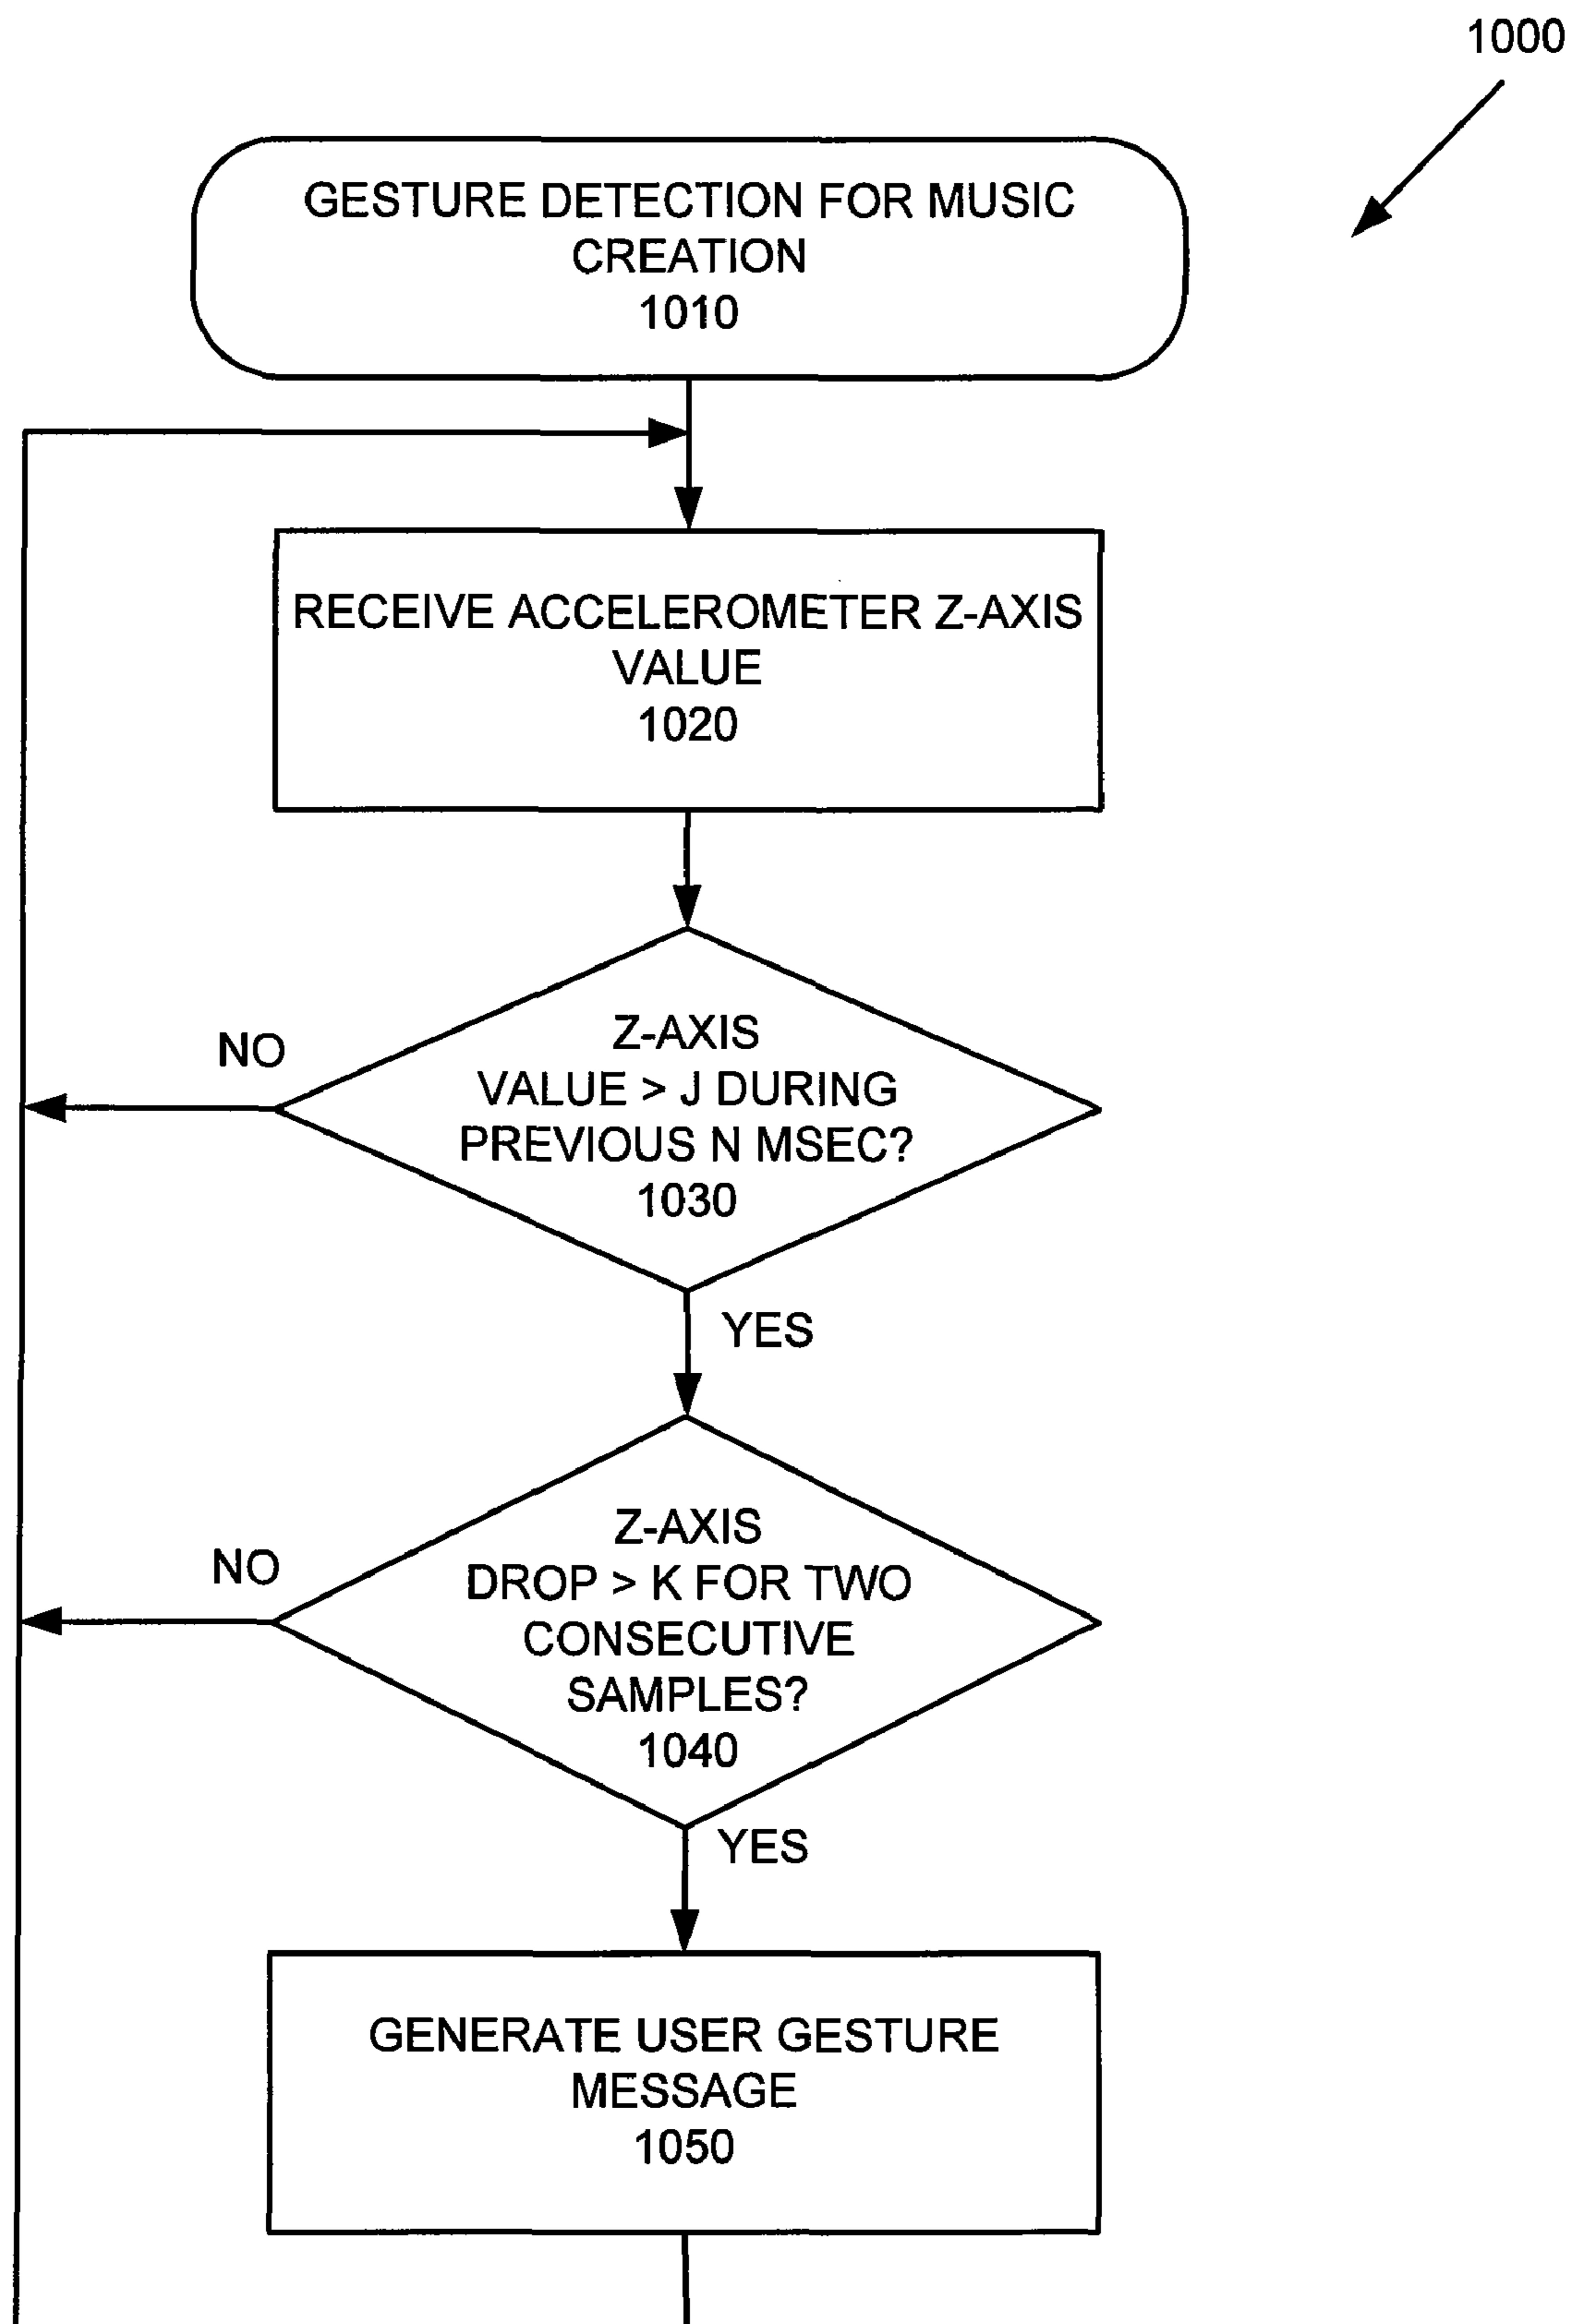 1000
GESTURE DETECTION FOR MUSIC
CREATION
1010
RECEIVE ACCELEROMETER Z-AXIS
VALUE
1020
Z-AXIS
VALUE > J DURING
PREVIOUS N MSEC?
1030
NO
YES
Z-AXIS
DROP > K FOR TWO
CONSECUTIVE
SAMPLES?
1040
NO
YES
GENERATE USER GESTURE
MESSAGE
1050